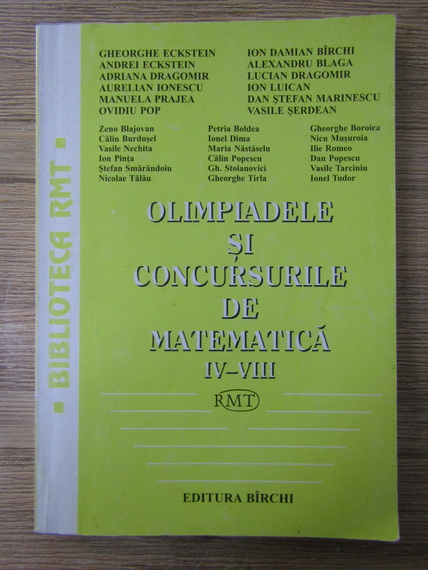 GHEORGHE ECKSTEIN ION DAMIAN BÎRCHI
ANDREI ECKSTEIN ALEXANDRU BLAGA
ADRIANA DRAGOMIR LUCIAN DRAGOMIR
AURELIAN IONESCU ION LUICAN
MANUELA PRAJEA DAN ŞTEFAN MARINESCU
OVIDIU POP VASILE ŞERDEAN
Zeno Blajovan Petria Boldea Gheorghe Boroica
Călin Burduşel Ionel Dima Nicu Muşuroia
Vasile Nechita Maria Năstăselu Ilie Romeo
Ion Pinţa Călin Popescu Dan Popescu
Ştefan Smărăndoiu Gh. Stoianovici Vasile Tarciniu
Nicolae Tălău Gheorghe Tîrla Ionel Tudor
OLIMPIADELE
ŞI
CONCURSURILE
DE
MATEMATICĂ
IV-VIII
RMT
EDITURA BÎRCHI
BIBLIOTECA RMT